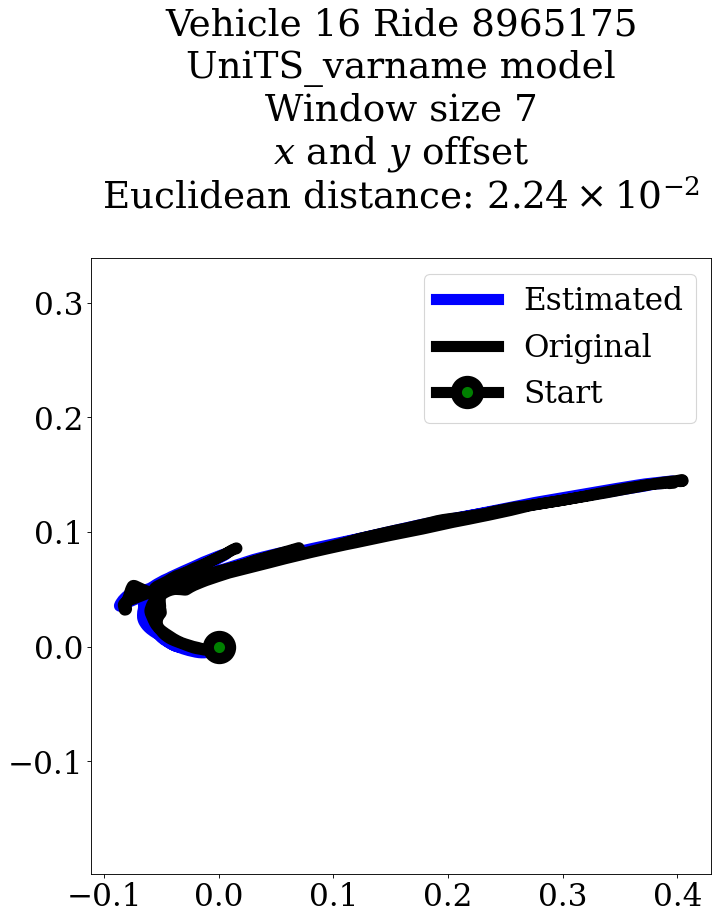 Vehicle 16 Ride 8965175
UniTS_varname model
Window size 7
x and y offset
Euclidean distance: 2.24 × 10⁻²
Estimated
Original
Start
0.3
0.2
0.1
0.0
−0.1
−0.1 0.0 0.1 0.2 0.3 0.4